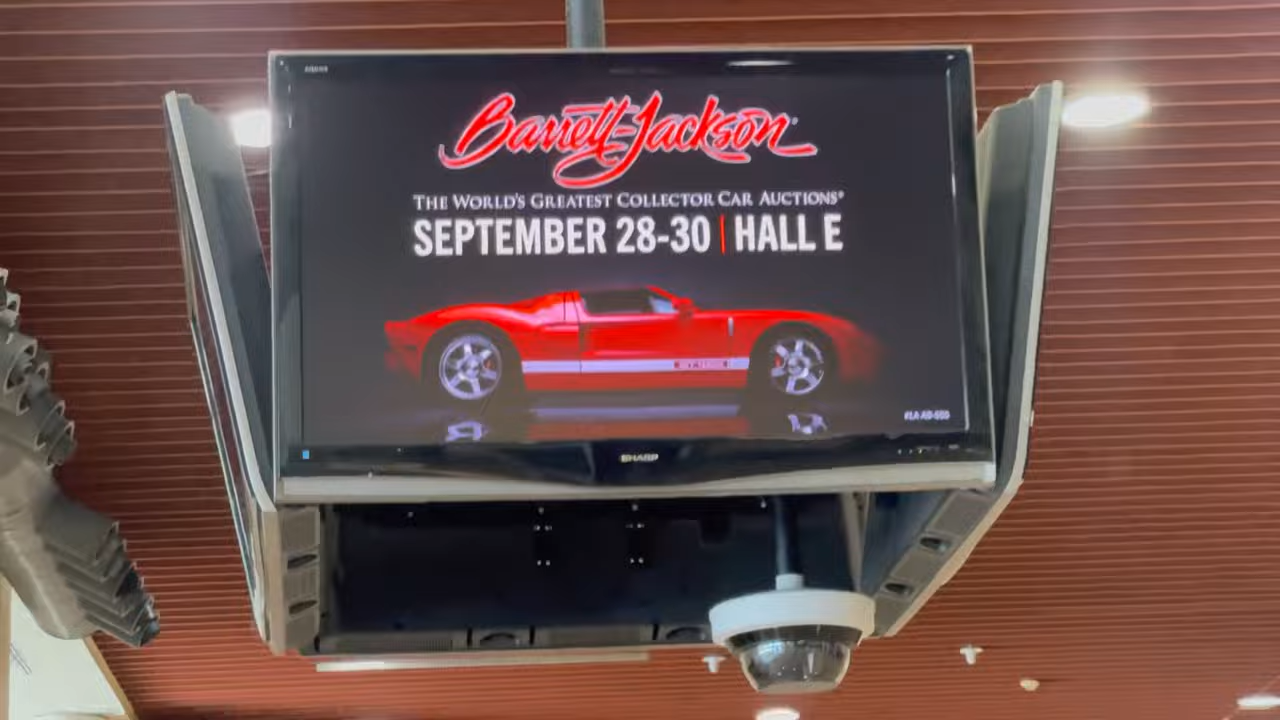 Barrett-Jackson
THE WORLD'S GREATEST COLLECTOR CAR AUCTIONS®
SEPTEMBER 28-30 | HALL E
SHARP